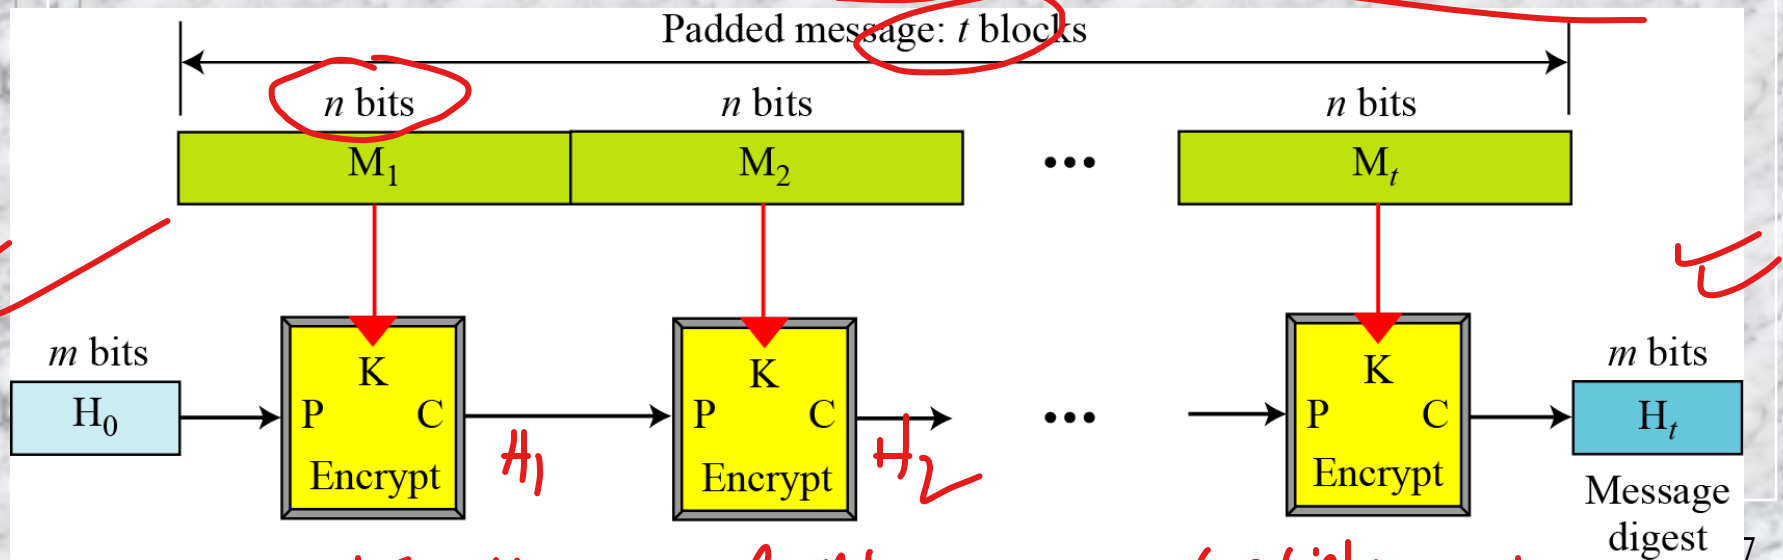 Padded message: t blocks
n bits n bits n bits
M₁ M₂ ••• Mₜ
m bits K K K m bits
H₀ P C P C ••• P C Hₜ
H₁ H₂
Encrypt Encrypt Encrypt
Message
digest
7